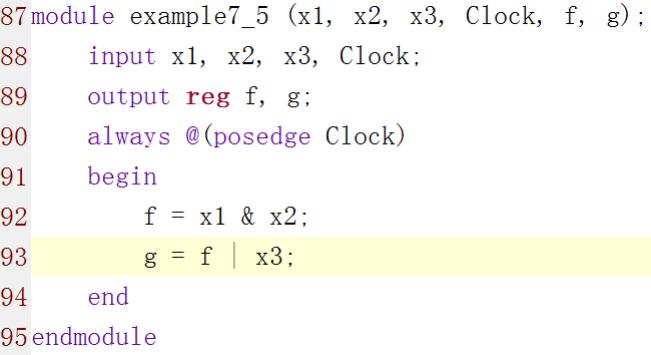 87 module example7_5 (x1, x2, x3, Clock, f, g);
88     input x1, x2, x3, Clock;
89     output reg f, g;
90     always @(posedge Clock)
91     begin
92         f = x1 & x2;
93         g = f | x3;
94     end
95 endmodule